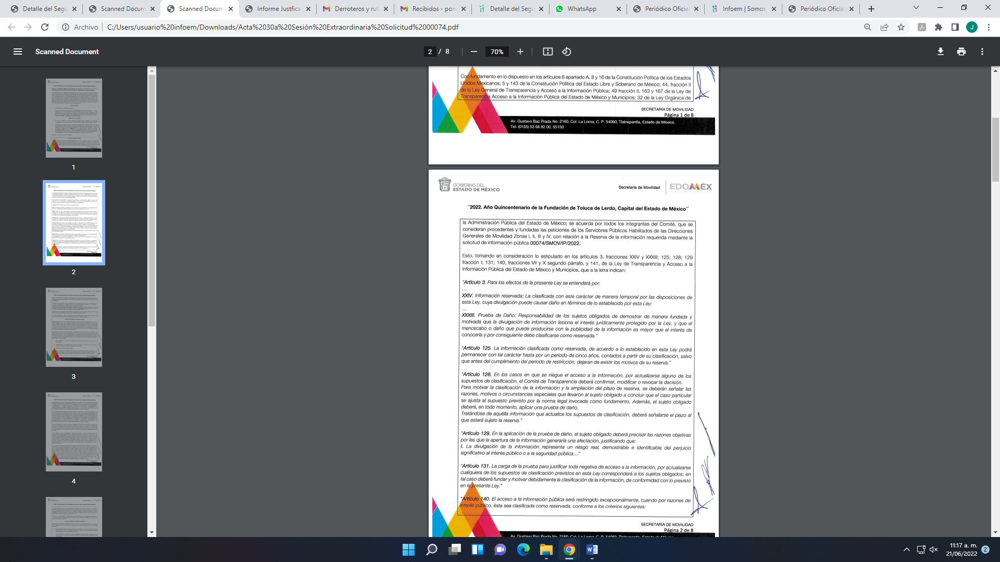 Detalle del Segu
Scanned Docum
Scanned Docum
Informe Justfica
Derroteros y rut
Recibidos - pon
Detalle del Segu
WhatsApp
Periódico Oficial
Infoem | Somos
Periódico Oficial
Archivo
C:/Users/usuario%20infoem/Downloads/Acta%2030a%20Sesión%20Extraordinaria%20Solicitud%2000074.pdf
J
Scanned Document
2 / 8
70%
1
2
3
4
Con fundamento en lo dispuesto en los artículos 6 apartado A, 8 y 16 de la Constitución Política de los Estados
Unidos Mexicanos; 5 y 143 de la Constitución Política del Estado Libre y Soberano de México; 44, fracción II
de la Ley General de Transparencia y Acceso a la Información Pública; 49 fracción II, 163 y 167 de la Ley de
Transparencia Acceso a la Información Pública del Estado de México y Municipios; 32 de la Ley Orgánica de
SECRETARÍA DE MOVILIDAD
Página 1 de 8
Av. Gustavo Baz Prada No. 2160, Col. La Loma, C. P. 54060, Tlalnepantla, Estado de México.
Tel. (0155) 53 66 82 00, 55150
GOBIERNO DEL
ESTADO DE MÉXICO
Secretaría de Movilidad
EDOMÉX
¨2022. Año Quincentenario de la Fundación de Toluca de Lerdo, Capital del Estado de México¨
la Administración Pública del Estado de México; se acuerda por todos los integrantes del Comité, que se
consideran procedentes y fundadas las peticiones de los Servidores Públicos Habilitados de las Direcciones
Generales de Movilidad Zonas I, II, III y IV, con relación a la Reserva de la información requerida mediante la
solicitud de información pública 00074/SMOV/IP/2022.
Esto, tomando en consideración lo estipulado en los artículos 3, fracciones XXIV y XXXIII; 125; 128; 129
fracción I; 131; 140, fracciones VII y X segundo párrafo, y 141, de la Ley de Transparencia y Acceso a la
Información Pública del Estado de México y Municipios, que a la letra indican:
"Artículo 3. Para los efectos de la presente Ley se entenderá por:
...
XXIV. Información reservada: La clasificada con este carácter de manera temporal por las disposiciones de
esta Ley, cuya divulgación puede causar daño en términos de lo establecido por esta Ley;
...
XXXIII. Prueba de Daño: Responsabilidad de los sujetos obligados de demostrar de manera fundada y
motivada que la divulgación de información lesiona el interés jurídicamente protegido por la Ley, y que el
menoscabo o daño que puede producirse con la publicidad de la información es mayor que el interés de
conocerla y por consiguiente debe clasificarse como reservada."
"Artículo 125. La información clasificada como reservada, de acuerdo a lo establecido en esta Ley podrá
permanecer con tal carácter hasta por un periodo de cinco años, contados a partir de su clasificación, salvo
que antes del cumplimiento del periodo de restricción, dejaran de existir los motivos de su reserva."
"Artículo 128. En los casos en que se niegue el acceso a la información, por actualizarse alguno de los
supuestos de clasificación, el Comité de Transparencia deberá confirmar, modificar o revocar la decisión.
Para motivar la clasificación de la información y la ampliación del plazo de reserva, se deberán señalar las
razones, motivos o circunstancias especiales que llevaron al sujeto obligado a concluir que el caso particular
se ajusta al supuesto previsto por la norma legal invocada como fundamento. Además, el sujeto obligado
deberá, en todo momento, aplicar una prueba de daño.
Tratándose de aquélla información que actualice los supuestos de clasificación, deberá señalarse el plazo al
que estará sujeto la reserva."
"Artículo 129. En la aplicación de la prueba de daño, el sujeto obligado deberá precisar las razones objetivas
por las que la apertura de la información generaría una afectación, justificando que:
I. La divulgación de la información representa un riesgo real, demostrable e identificable del perjuicio
significativo al interés público o a la seguridad pública..."
"Artículo 131. La carga de la prueba para justificar toda negativa de acceso a la información, por actualizarse
cualquiera de los supuestos de clasificación previstos en esta Ley corresponderá a los sujetos obligados; en
tal caso deberá fundar y motivar debidamente la clasificación de la información, de conformidad con lo previsto
en la presente Ley."
"Artículo 140. El acceso a la información pública será restringido excepcionalmente, cuando por razones de
interés público, ésta sea clasificada como reservada, conforme a los criterios siguientes:
...
SECRETARÍA DE MOVILIDAD
Página 2 de 8
Av. Gustavo Baz Prada No. 2160, Col. La Loma, C. P. 54060, Tlalnepantla, Estado de México.
11:17 a. m.
21/06/2022
2